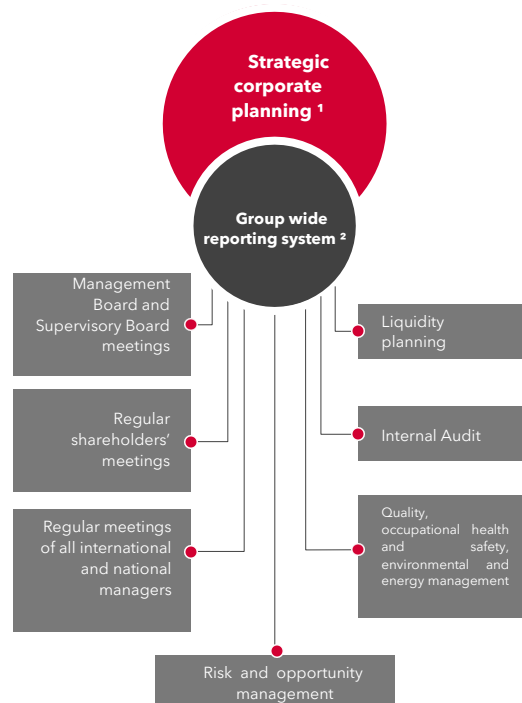 Strategic
corporate
planning ¹
Group wide
reporting system ²
Management
Board and
Supervisory Board
meetings
Regular
shareholders’
meetings
Regular meetings
of all international
and national
managers
Liquidity
planning
Internal Audit
Quality,
occupational health
and safety,
environmental and
energy management
Risk and opportunity
management